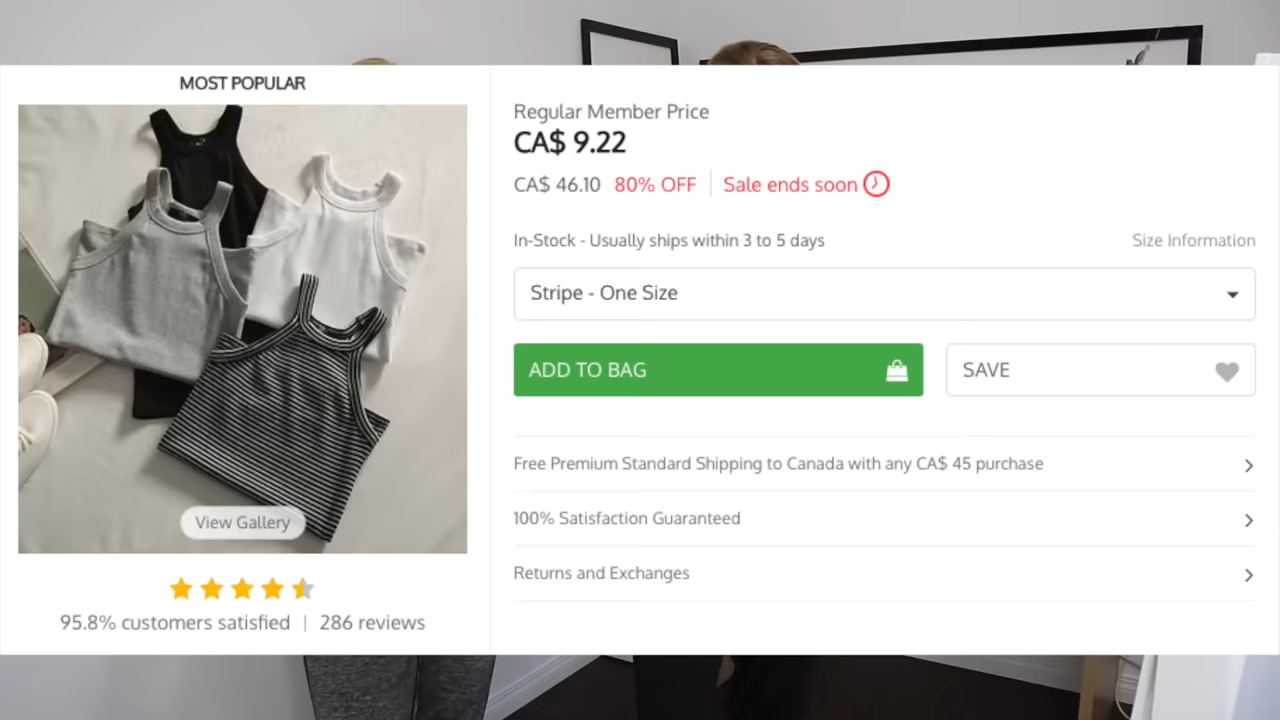 MOST POPULAR
View Gallery
95.8% customers satisfied | 286 reviews
Regular Member Price
CA$ 9.22
CA$ 46.10 80% OFF | Sale ends soon
In-Stock - Usually ships within 3 to 5 days
Size Information
Stripe - One Size
ADD TO BAG
SAVE
Free Premium Standard Shipping to Canada with any CA$ 45 purchase
100% Satisfaction Guaranteed
Returns and Exchanges